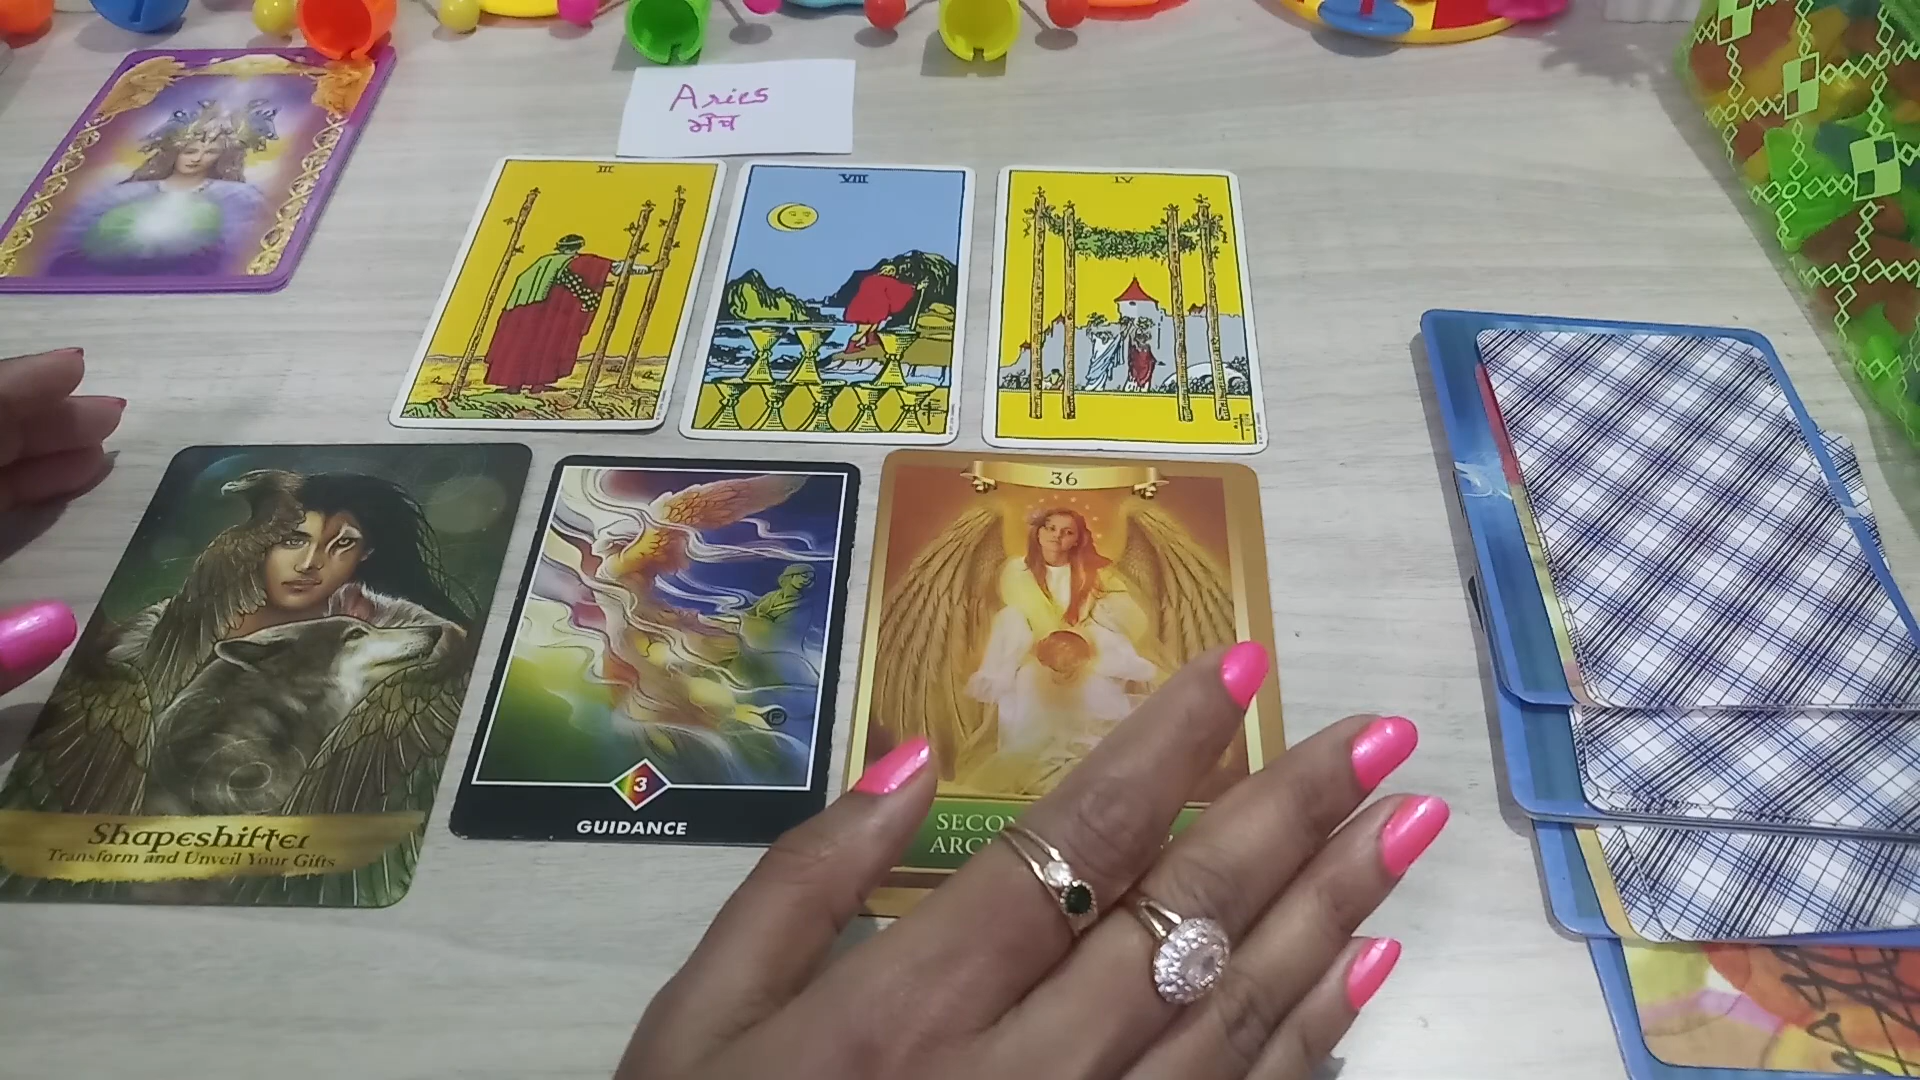 Aries
मेष
III
VIII
IV
36
Shapeshifter
Transform and Unveil Your Gifts
3
GUIDANCE
SECON
ARC